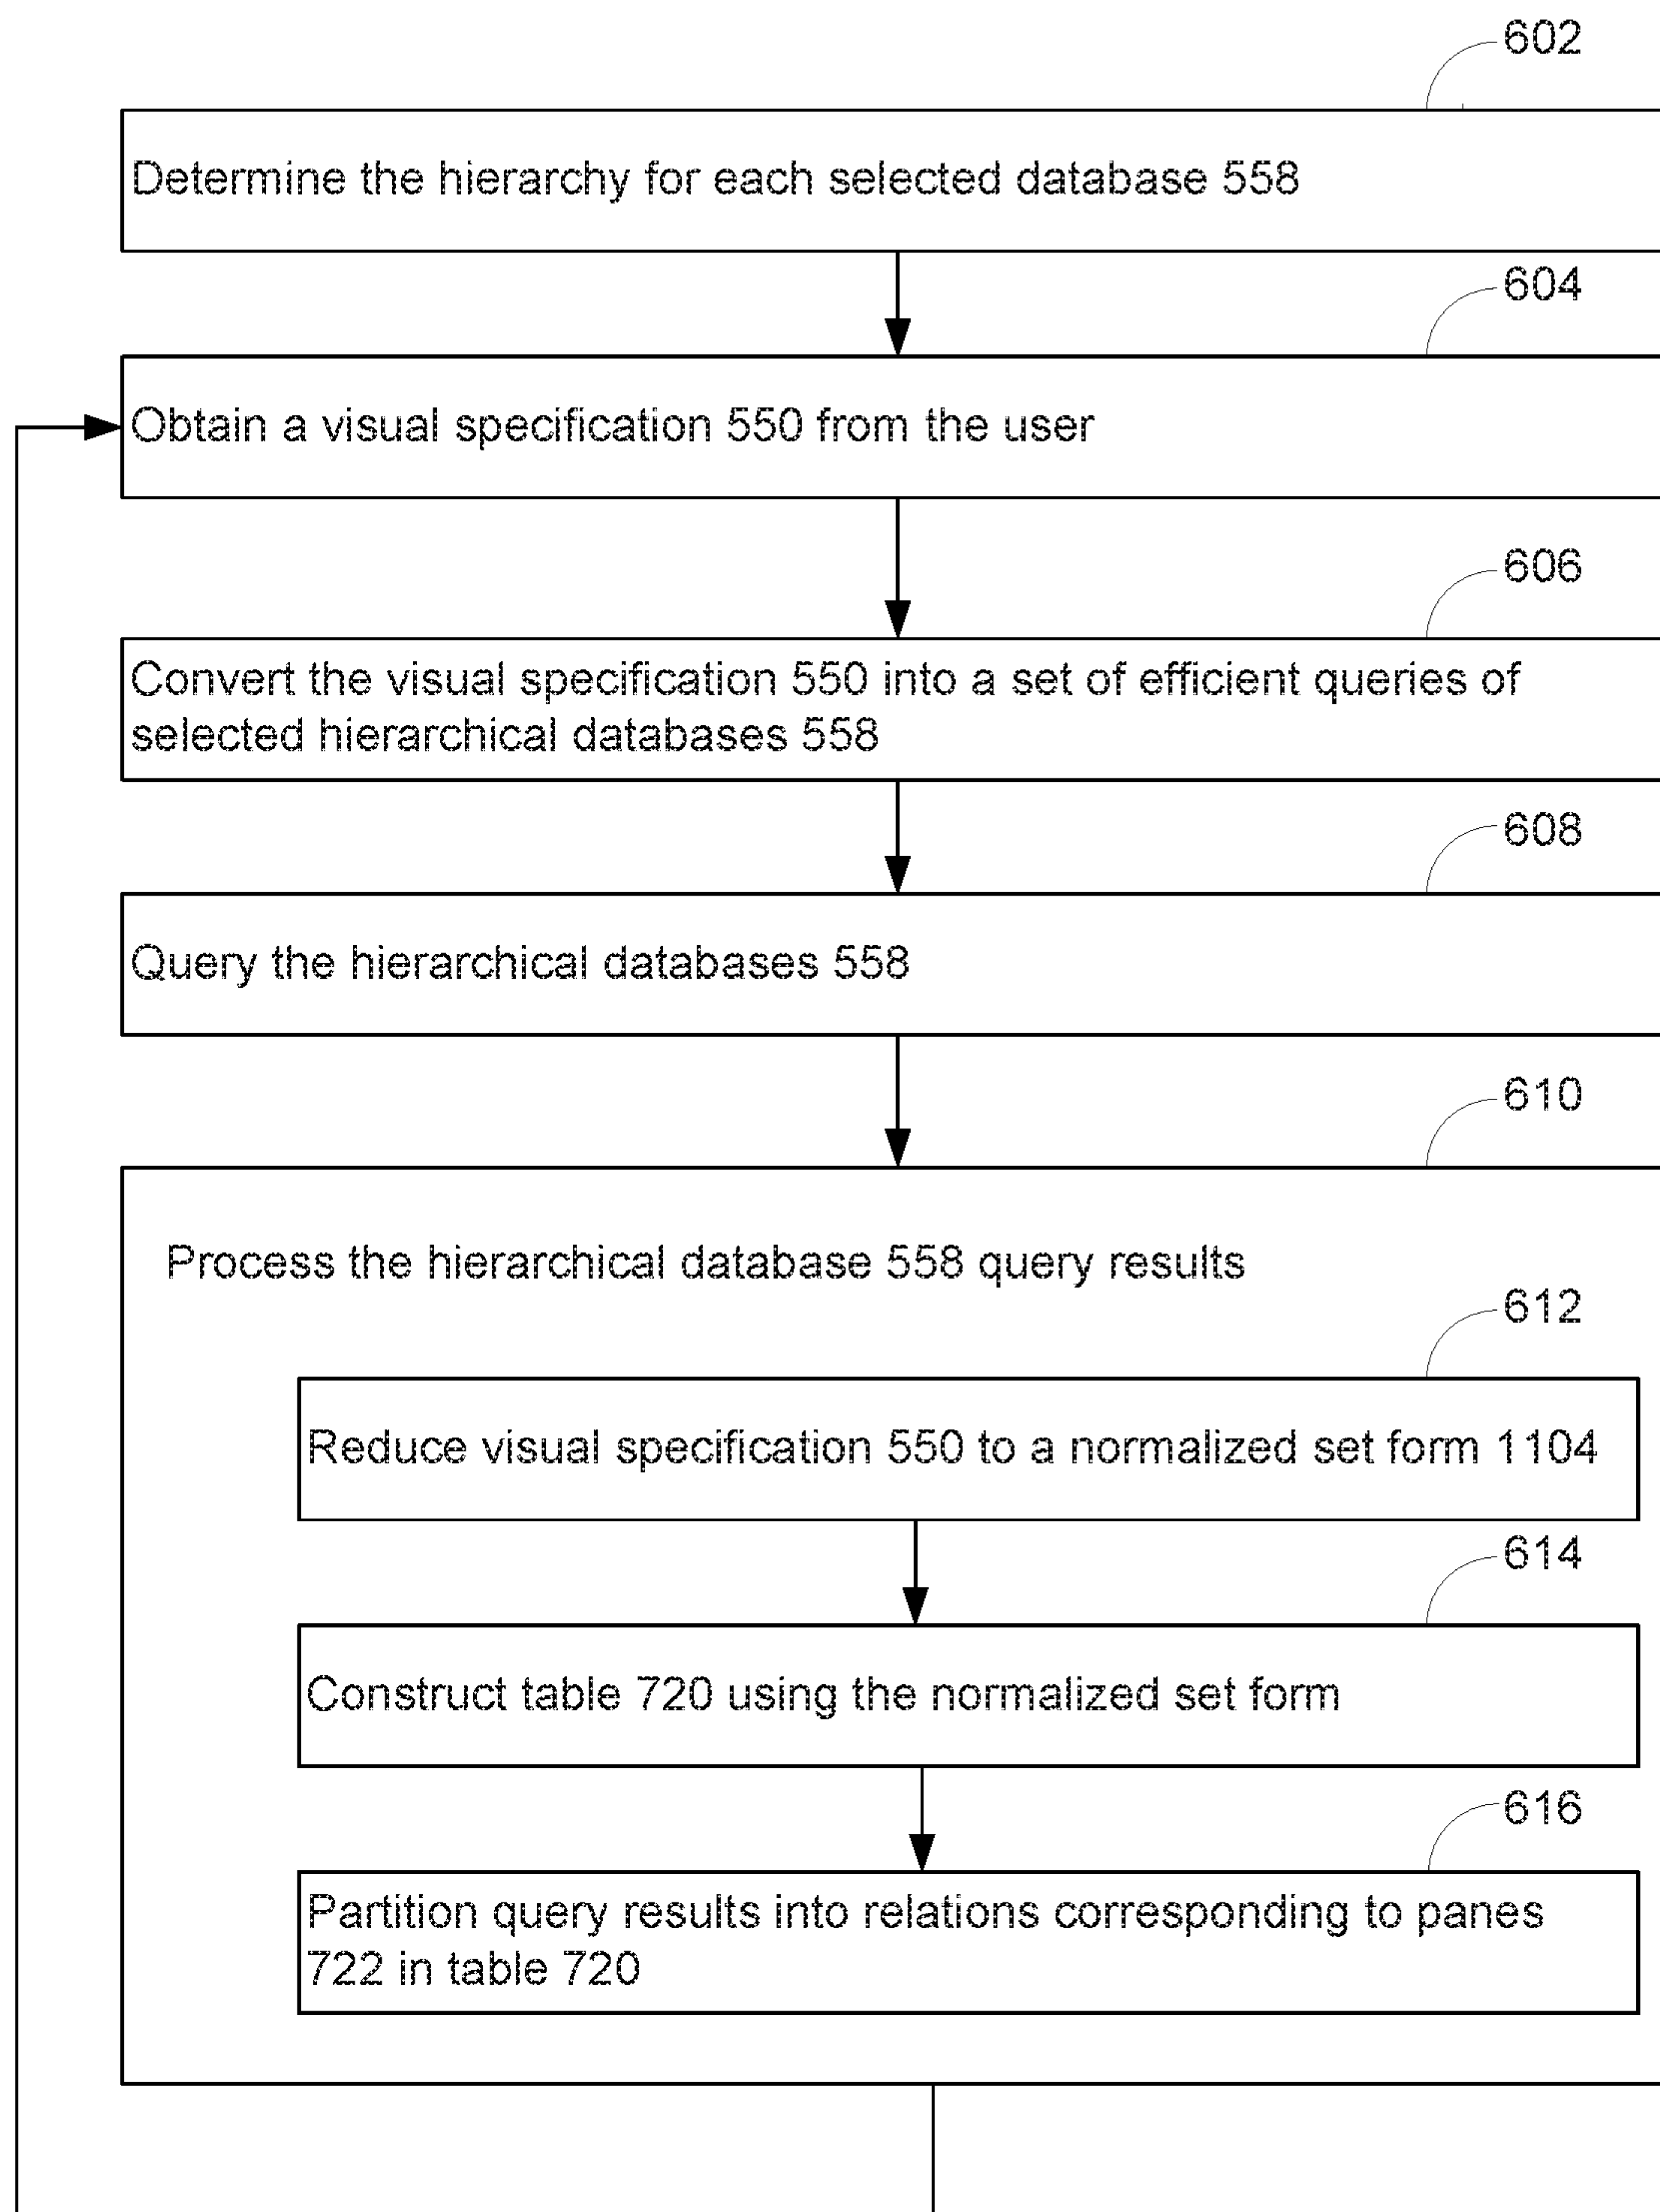 602
Determine the hierarchy for each selected database 558
604
Obtain a visual specification 550 from the user
606
Convert the visual specification 550 into a set of efficient queries of
selected hierarchical databases 558
608
Query the hierarchical databases 558
610
Process the hierarchical database 558 query results
612
Reduce visual specification 550 to a normalized set form 1104
614
Construct table 720 using the normalized set form
616
Partition query results into relations corresponding to panes
722 in table 720